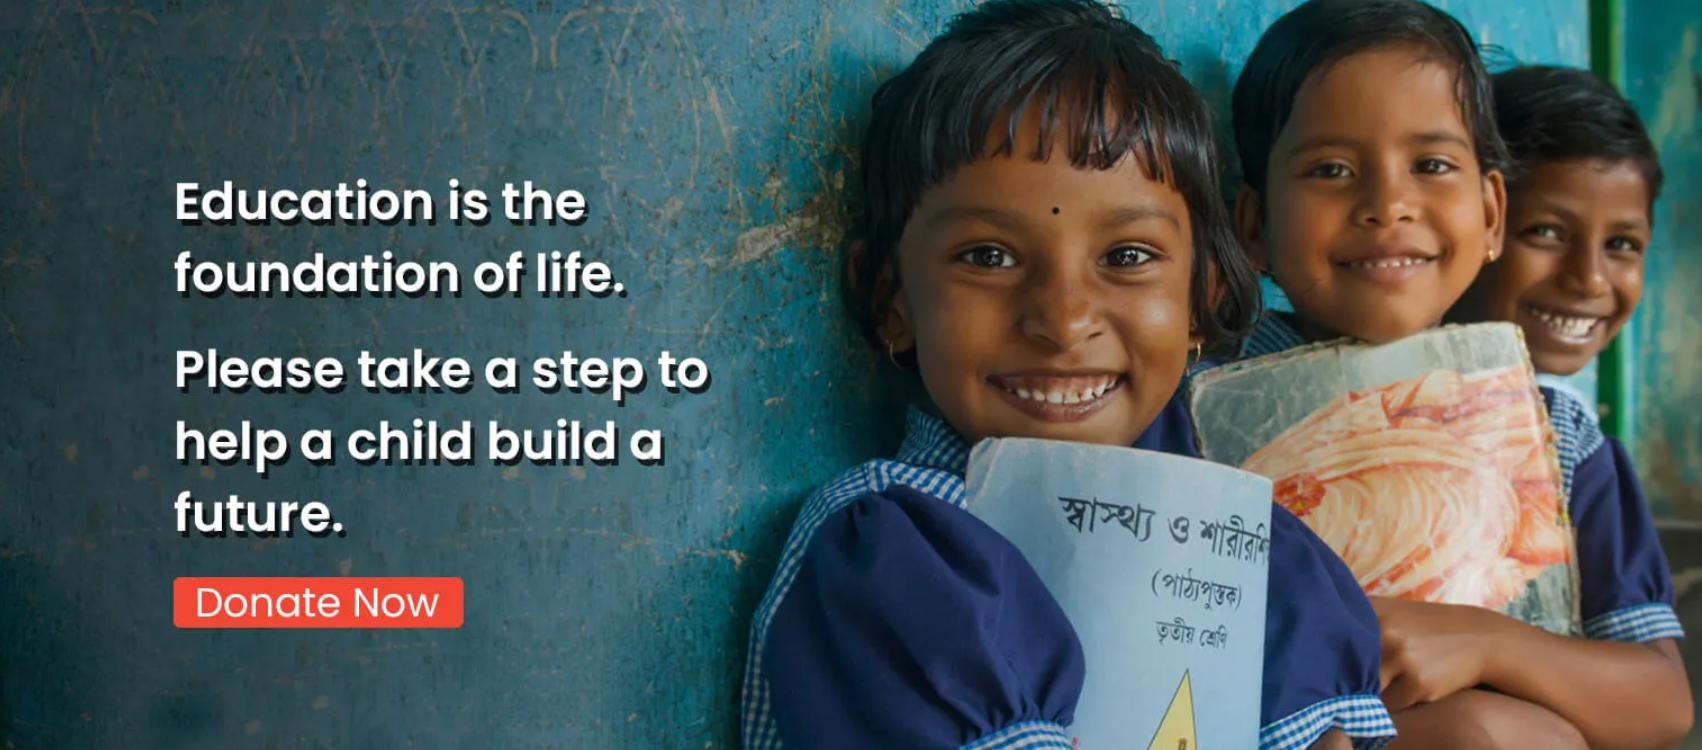 Education is the
foundation of life.
Please take a step to
help a child build a
future.
Donate Now
স্বাস্থ্য ও
(পাঠ্যপুস্তক)
তৃতীয় শ্রেণি